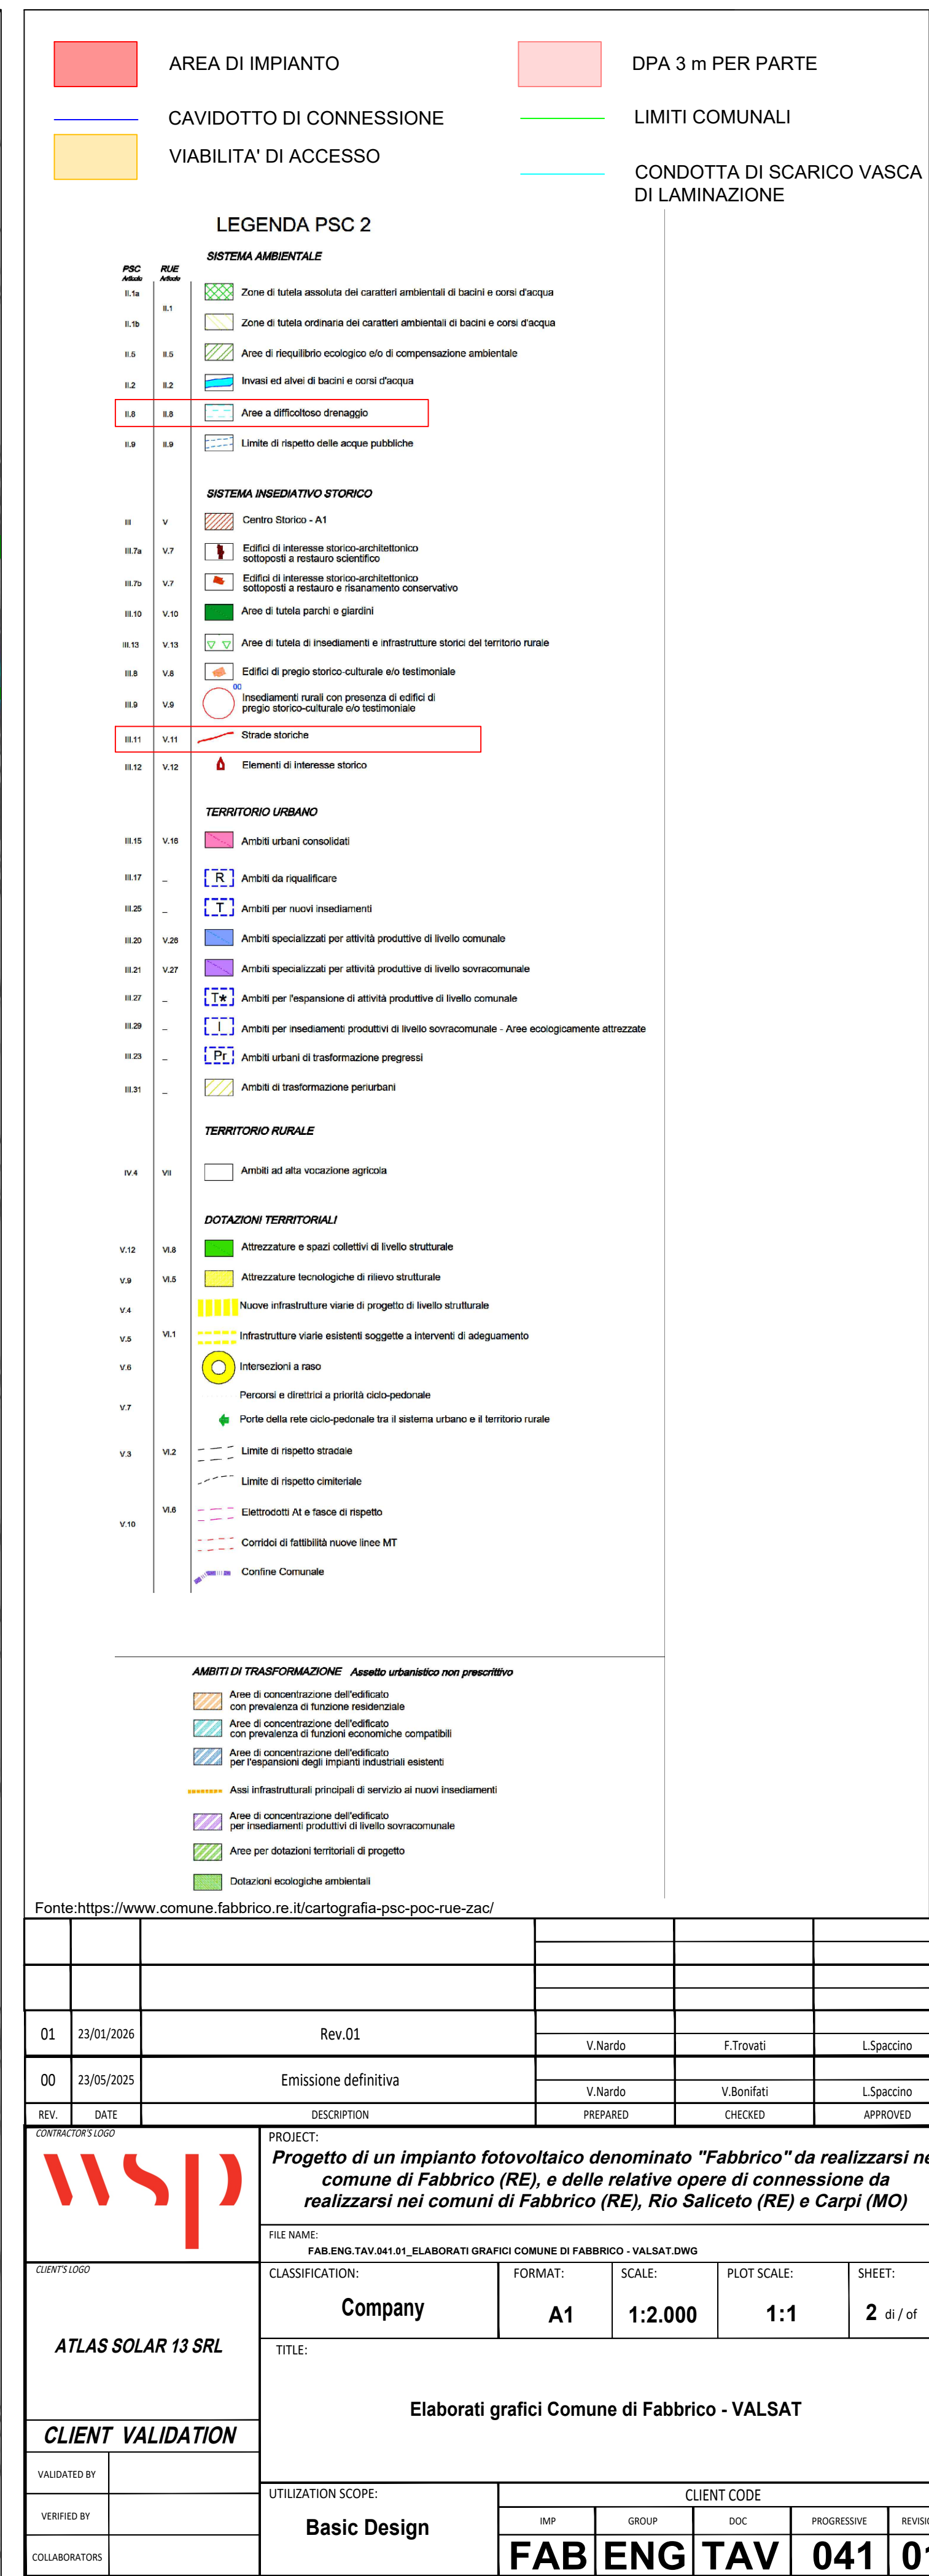 AREA DI IMPIANTO
DPA 3 m PER PARTE
CAVIDOTTO DI CONNESSIONE
LIMITI COMUNALI
VIABILITA' DI ACCESSO
CONDOTTA DI SCARICO VASCA
DI LAMINAZIONE
LEGENDA PSC 2
SISTEMA AMBIENTALE
PSC RUE
Articolo Articolo
II.1a Zone di tutela assoluta dei caratteri ambientali di bacini e corsi d'acqua
II.1
II.1b Zone di tutela ordinaria dei caratteri ambientali di bacini e corsi d'acqua
II.5 II.5 Aree di riequilibrio ecologico e/o di compensazione ambientale
II.2 II.2 Invasi ed alvei di bacini e corsi d'acqua
II.8 II.8 Aree a difficoltoso drenaggio
II.9 II.9 Limite di rispetto delle acque pubbliche
SISTEMA INSEDIATIVO STORICO
III V Centro Storico - A1
III.7a V.7 Edifici di interesse storico-architettonico
sottoposti a restauro scientifico
III.7b V.7 Edifici di interesse storico-architettonico
sottoposti a restauro e risanamento conservativo
III.10 V.10 Aree di tutela parchi e giardini
III.13 V.13 Aree di tutela di insediamenti e infrastrutture storici del territorio rurale
III.8 V.8 Edifici di pregio storico-culturale e/o testimoniale
00
III.9 V.9 Insediamenti rurali con presenza di edifici di
pregio storico-culturale e/o testimoniale
III.11 V.11 Strade storiche
III.12 V.12 Elementi di interesse storico
TERRITORIO URBANO
III.15 V.16 Ambiti urbani consolidati
III.17 _ R Ambiti da riqualificare
III.25 _ T Ambiti per nuovi insediamenti
III.20 V.26 Ambiti specializzati per attività produttive di livello comunale
III.21 V.27 Ambiti specializzati per attività produttive di livello sovracomunale
III.27 _ T* Ambiti per l'espansione di attività produttive di livello comunale
III.29 _ I Ambiti per insediamenti produttivi di livello sovracomunale - Aree ecologicamente attrezzate
III.23 _ Pr Ambiti urbani di trasformazione pregressi
III.31 _ Ambiti di trasformazione periurbani
TERRITORIO RURALE
IV.4 VII Ambiti ad alta vocazione agricola
DOTAZIONI TERRITORIALI
V.12 VI.8 Attrezzature e spazi collettivi di livello strutturale
V.9 VI.5 Attrezzature tecnologiche di rilievo strutturale
V.4 Nuove infrastrutture viarie di progetto di livello strutturale
V.5 VI.1 Infrastrutture viarie esistenti soggette a interventi di adeguamento
V.6 Intersezioni a raso
Percorsi e direttrici a priorità ciclo-pedonale
V.7
Porte della rete ciclo-pedonale tra il sistema urbano e il territorio rurale
V.3 VI.2 Limite di rispetto stradale
Limite di rispetto cimiteriale
VI.6 Elettrodotti At e fasce di rispetto
V.10
Corridoi di fattibilità nuove linee MT
Confine Comunale
AMBITI DI TRASFORMAZIONE Assetto urbanistico non prescrittivo
Aree di concentrazione dell'edificato
con prevalenza di funzione residenziale
Aree di concentrazione dell'edificato
con prevalenza di funzioni economiche compatibili
Aree di concentrazione dell'edificato
per l'espansioni degli impianti industriali esistenti
Assi infrastrutturali principali di servizio ai nuovi insediamenti
Aree di concentrazione dell'edificato
per insediamenti produttivi di livello sovracomunale
Aree per dotazioni territoriali di progetto
Dotazioni ecologiche ambientali
Fonte:https://www.comune.fabbrico.re.it/cartografia-psc-poc-rue-zac/
01 23/01/2026 Rev.01 V.Nardo F.Trovati L.Spaccino
00 23/05/2025 Emissione definitiva V.Nardo V.Bonifati L.Spaccino
REV. DATE DESCRIPTION PREPARED CHECKED APPROVED
CONTRACTOR'S LOGO
wsp
PROJECT:
Progetto di un impianto fotovoltaico denominato "Fabbrico" da realizzarsi ne
comune di Fabbrico (RE), e delle relative opere di connessione da
realizzarsi nei comuni di Fabbrico (RE), Rio Saliceto (RE) e Carpi (MO)
FILE NAME:
FAB.ENG.TAV.041.01_ELABORATI GRAFICI COMUNE DI FABBRICO - VALSAT.DWG
CLIENT'S LOGO
ATLAS SOLAR 13 SRL
CLASSIFICATION: FORMAT: SCALE: PLOT SCALE: SHEET:
Company A1 1:2.000 1:1 2 di / of
TITLE:
Elaborati grafici Comune di Fabbrico - VALSAT
CLIENT VALIDATION
VALIDATED BY
VERIFIED BY
COLLABORATORS
UTILIZATION SCOPE:
Basic Design
CLIENT CODE
IMP GROUP DOC PROGRESSIVE REVISIO
FAB ENG TAV 041 01